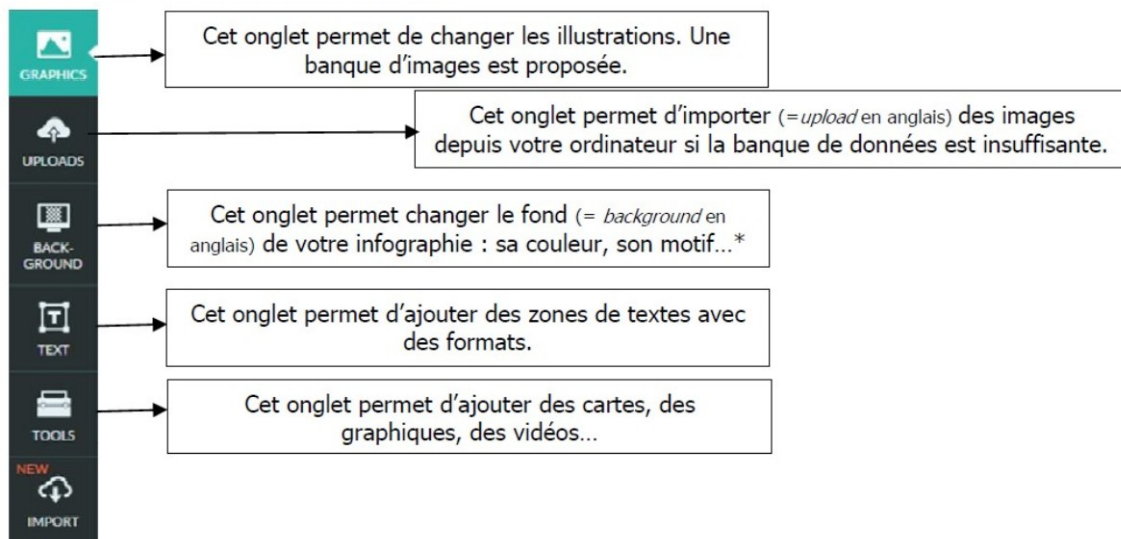 GRAPHICS
Cet onglet permet de changer les illustrations. Une
banque d’images est proposée.
UPLOADS
Cet onglet permet d’importer (=upload en anglais) des images
depuis votre ordinateur si la banque de données est insuffisante.
BACK-
GROUND
Cet onglet permet changer le fond (= background en
anglais) de votre infographie : sa couleur, son motif…*
T
TEXT
Cet onglet permet d’ajouter des zones de textes avec
des formats.
TOOLS
Cet onglet permet d’ajouter des cartes, des
graphiques, des vidéos…
NEW
IMPORT